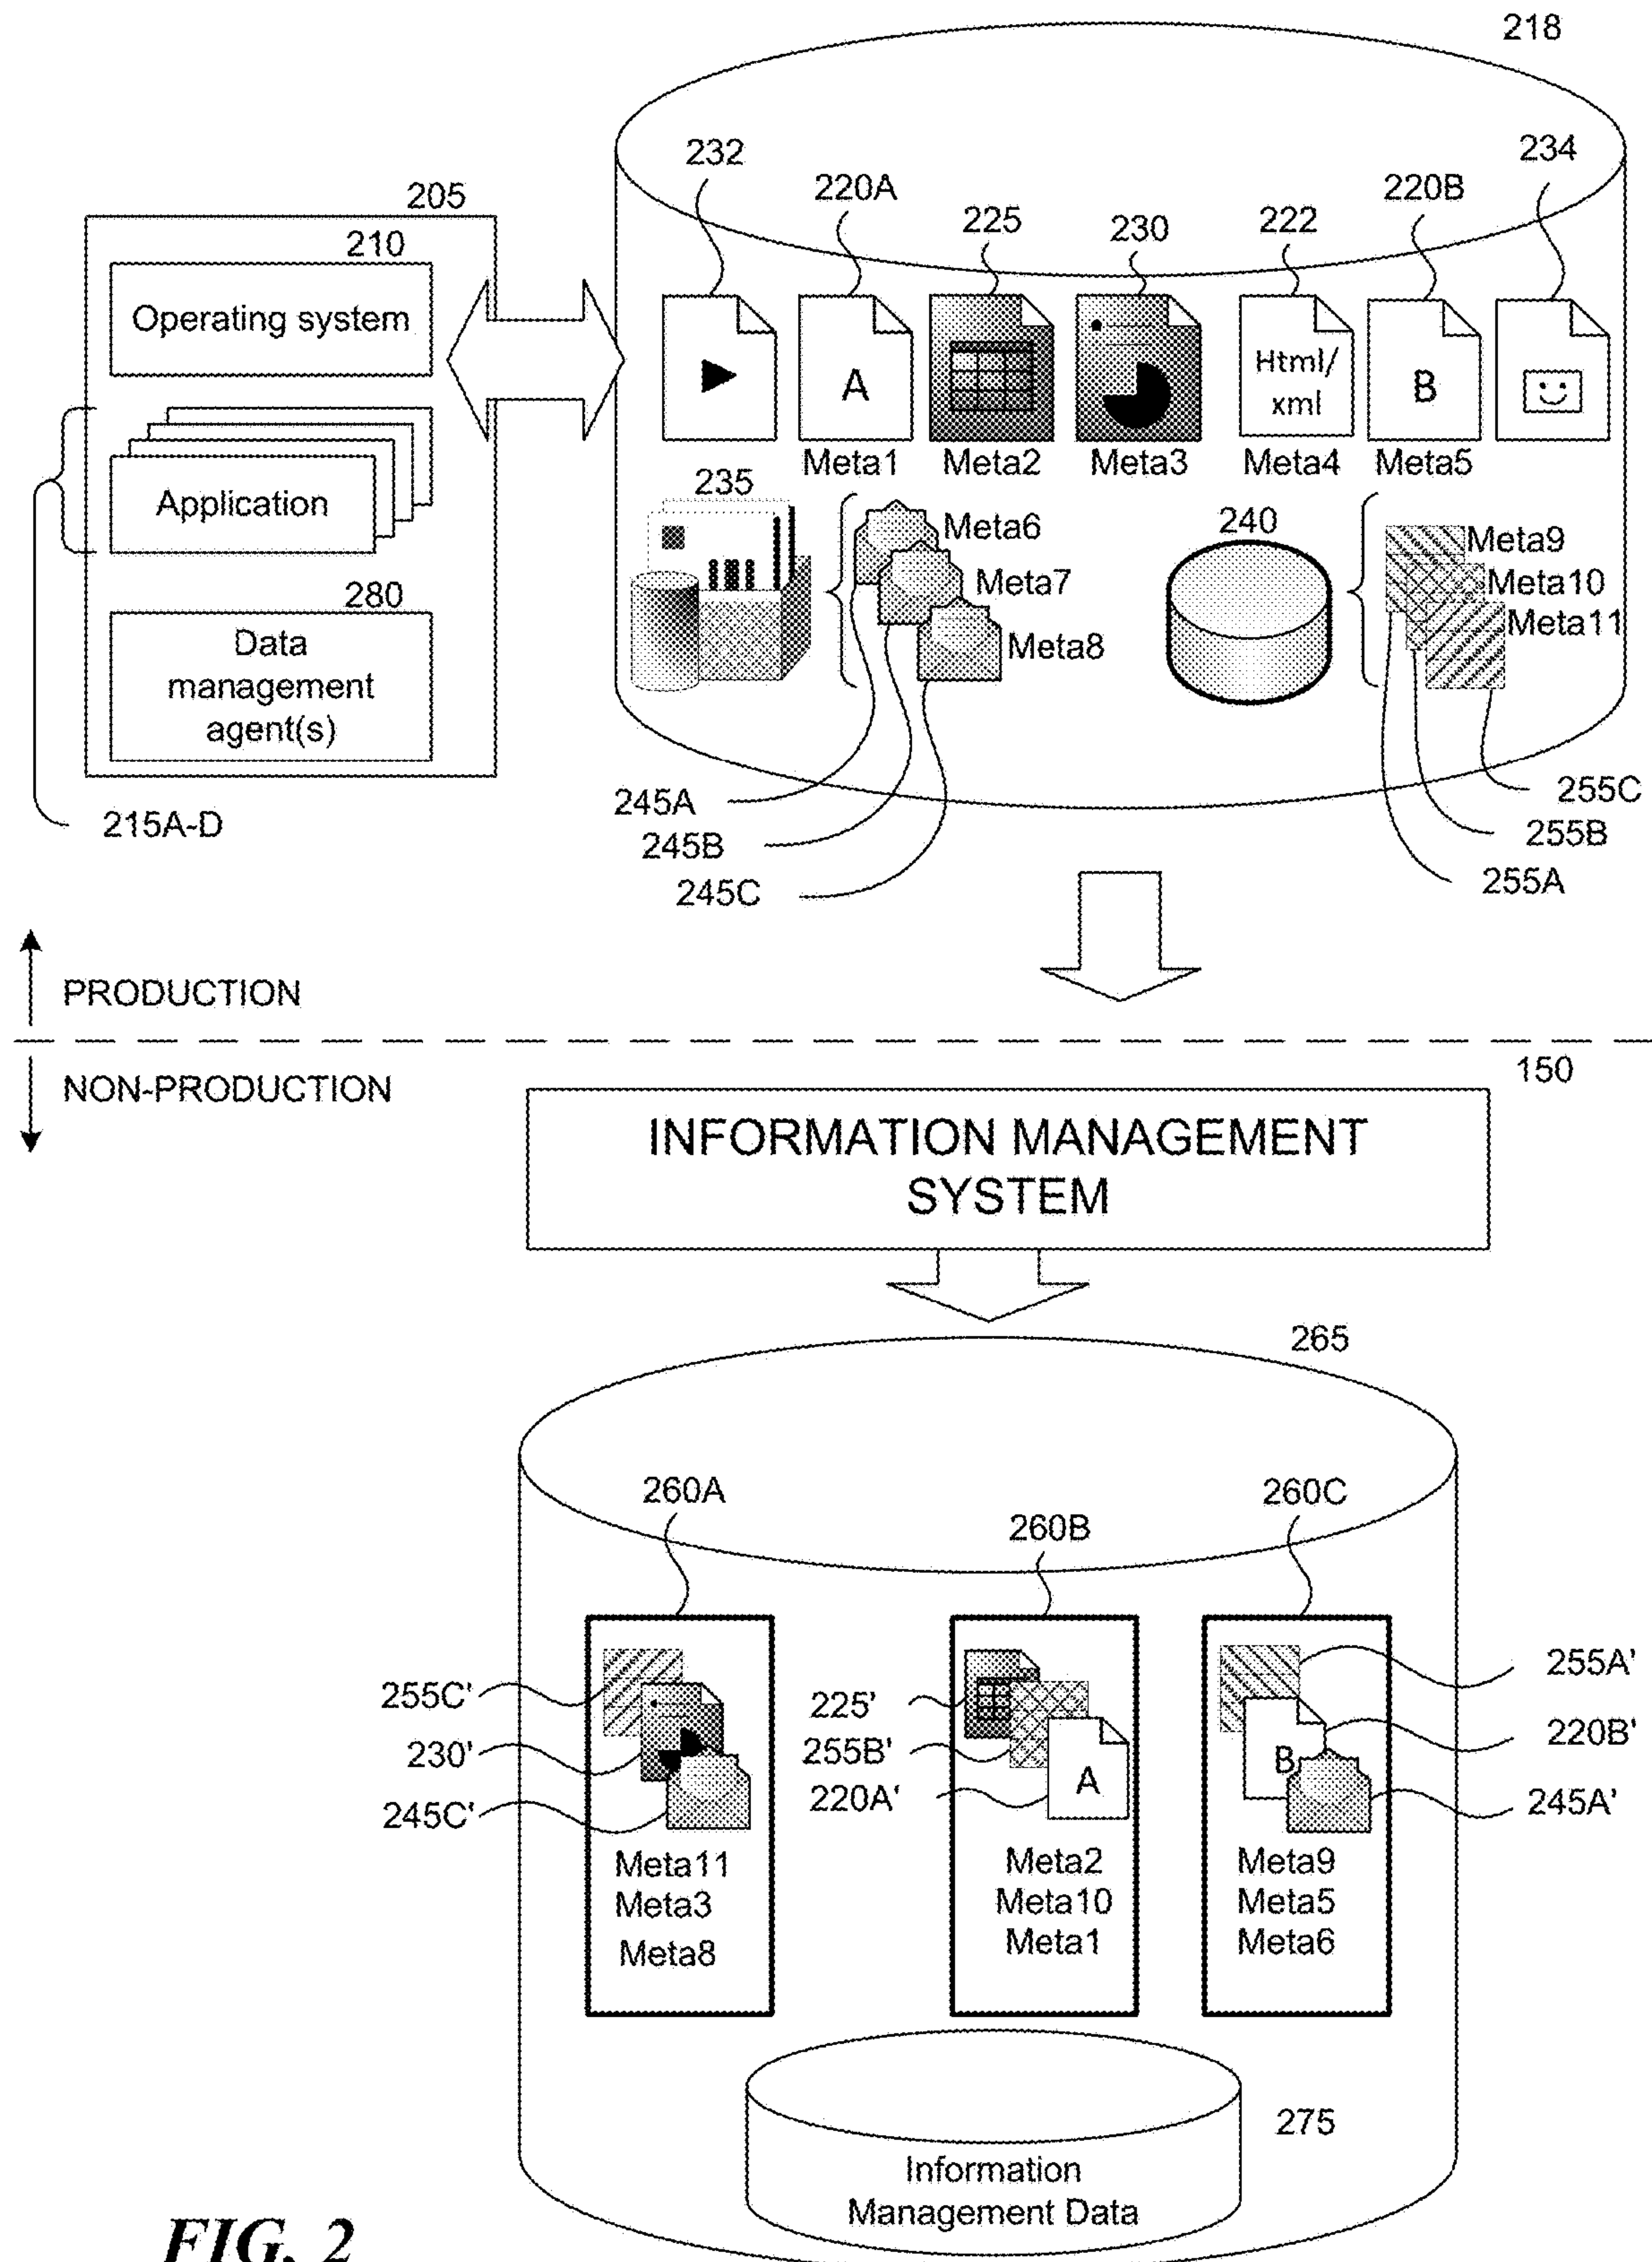 218
232
234
220A
220B
205
225
230
222
210
Operating system
Html/
xml
A
B
Meta1
Meta2
Meta3
Meta4
Meta5
235
Application
240
Meta6
Meta9
Meta7
Meta10
280
Meta11
Data
management
agent(s)
Meta8
245A
255C
215A-D
245B
255B
245C
255A
PRODUCTION
150
NON-PRODUCTION
INFORMATION MANAGEMENT
SYSTEM
265
260A
260B
260C
255C'
225'
255A'
230'
255B'
220B'
B
245C'
220A'
A
245A'
Meta11
Meta3
Meta8
Meta2
Meta10
Meta1
Meta9
Meta5
Meta6
275
Information
Management Data
FIG. 2